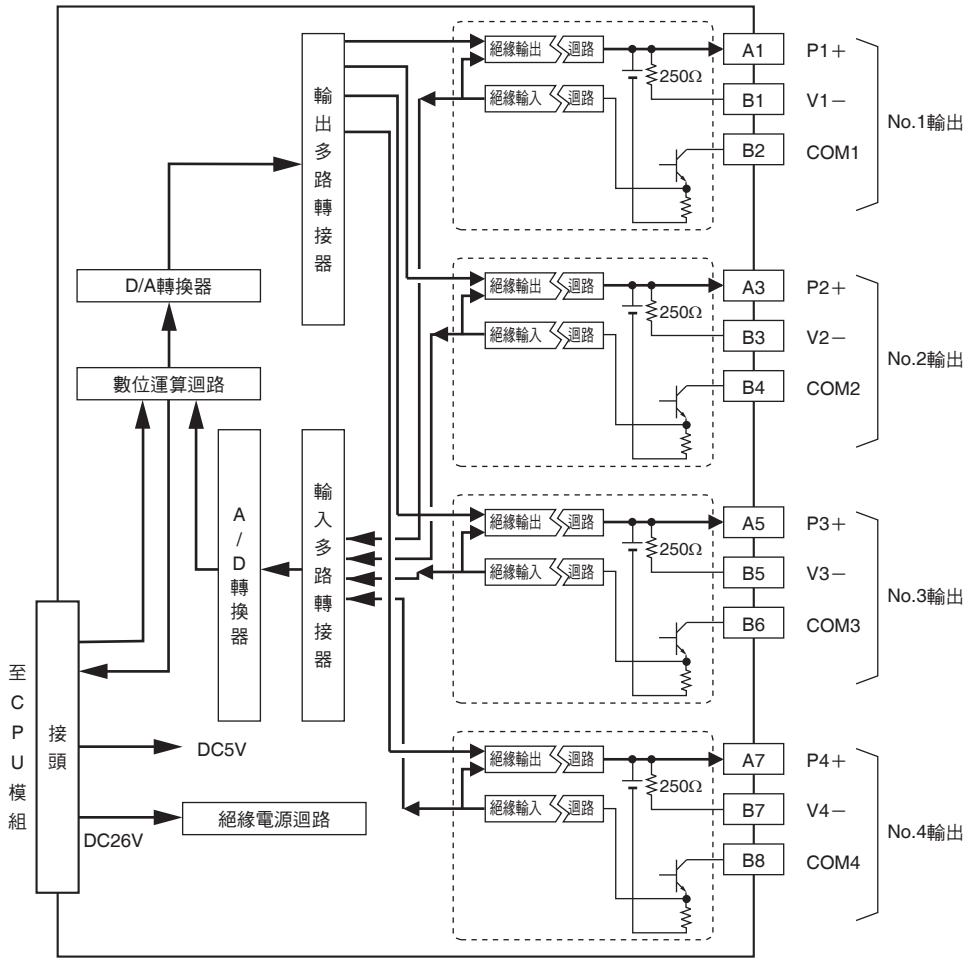 至CPU模組
接頭
DC5V
DC26V
絕緣電源迴路
D/A轉換器
數位運算迴路
A/D轉換器
輸出多路轉接器
輸入多路轉接器
絕緣輸出 迴路
絕緣輸入 迴路
250Ω
A1 P1+
B1 V1−
B2 COM1
No.1輸出
絕緣輸出 迴路
絕緣輸入 迴路
250Ω
A3 P2+
B3 V2−
B4 COM2
No.2輸出
絕緣輸出 迴路
絕緣輸入 迴路
250Ω
A5 P3+
B5 V3−
B6 COM3
No.3輸出
絕緣輸出 迴路
絕緣輸入 迴路
250Ω
A7 P4+
B7 V4−
B8 COM4
No.4輸出